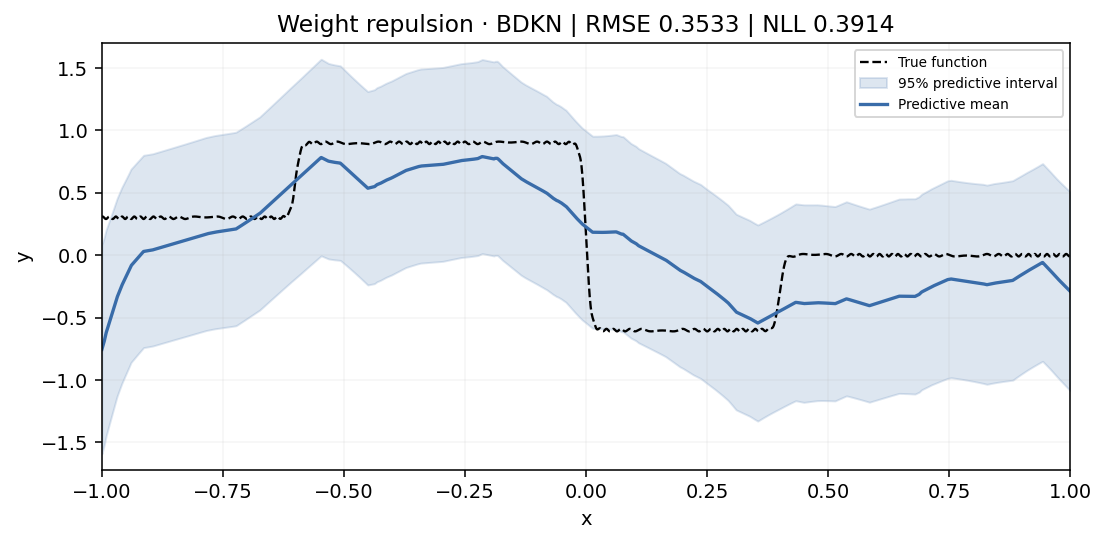 Weight repulsion · BDKN | RMSE 0.3533 | NLL 0.3914
True function
95% predictive interval
Predictive mean
1.5
1.0
0.5
0.0
−0.5
−1.0
−1.5
y
−1.00 −0.75 −0.50 −0.25 0.00 0.25 0.50 0.75 1.00
x